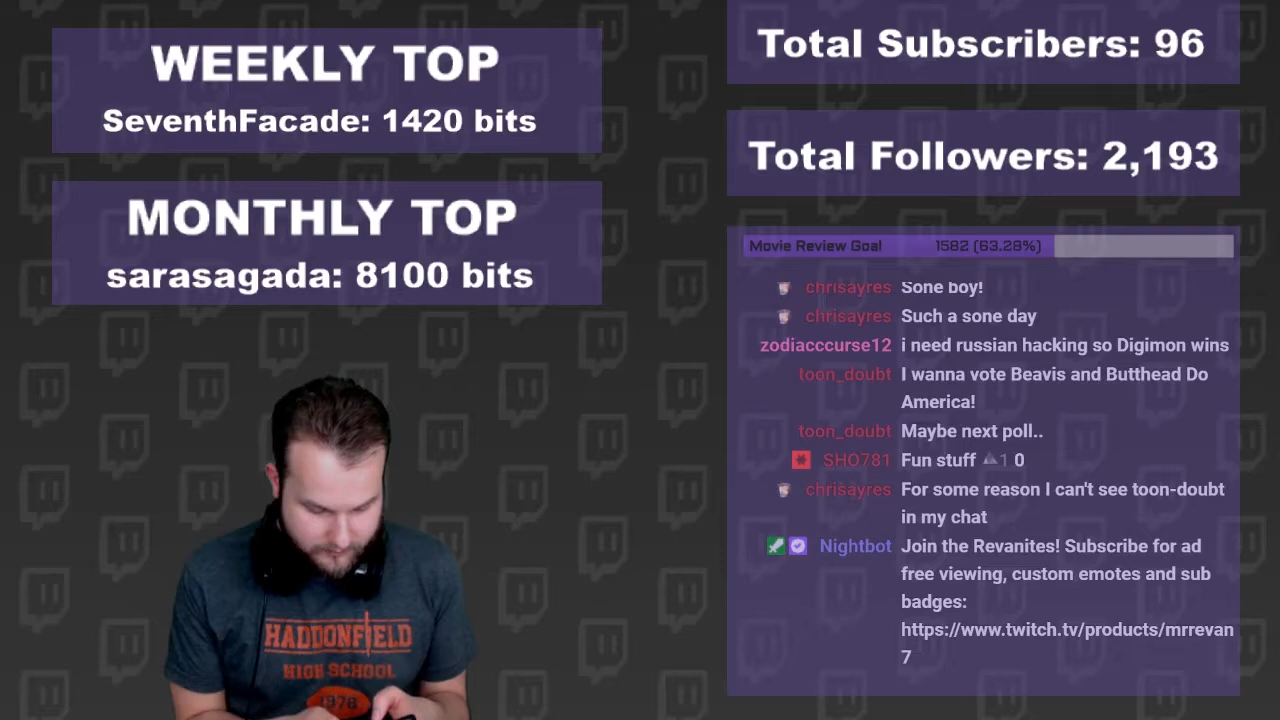 WEEKLY TOP
SeventhFacade: 1420 bits
MONTHLY TOP
sarasagada: 8100 bits
Total Subscribers: 96
Total Followers: 2,193
Movie Review Goal 1582 (63.28%)
chrisayres Sone boy!
chrisayres Such a sone day
zodiacccurse12 i need russian hacking so Digimon wins
toon_doubt I wanna vote Beavis and Butthead Do
America!
toon_doubt Maybe next poll..
SHO781 Fun stuff 1 0
chrisayres For some reason I can't see toon-doubt
in my chat
Nightbot Join the Revanites! Subscribe for ad
free viewing, custom emotes and sub
badges:
https://www.twitch.tv/products/mrrevan
7
HADDONFIELD
HIGH SCHOOL
1978